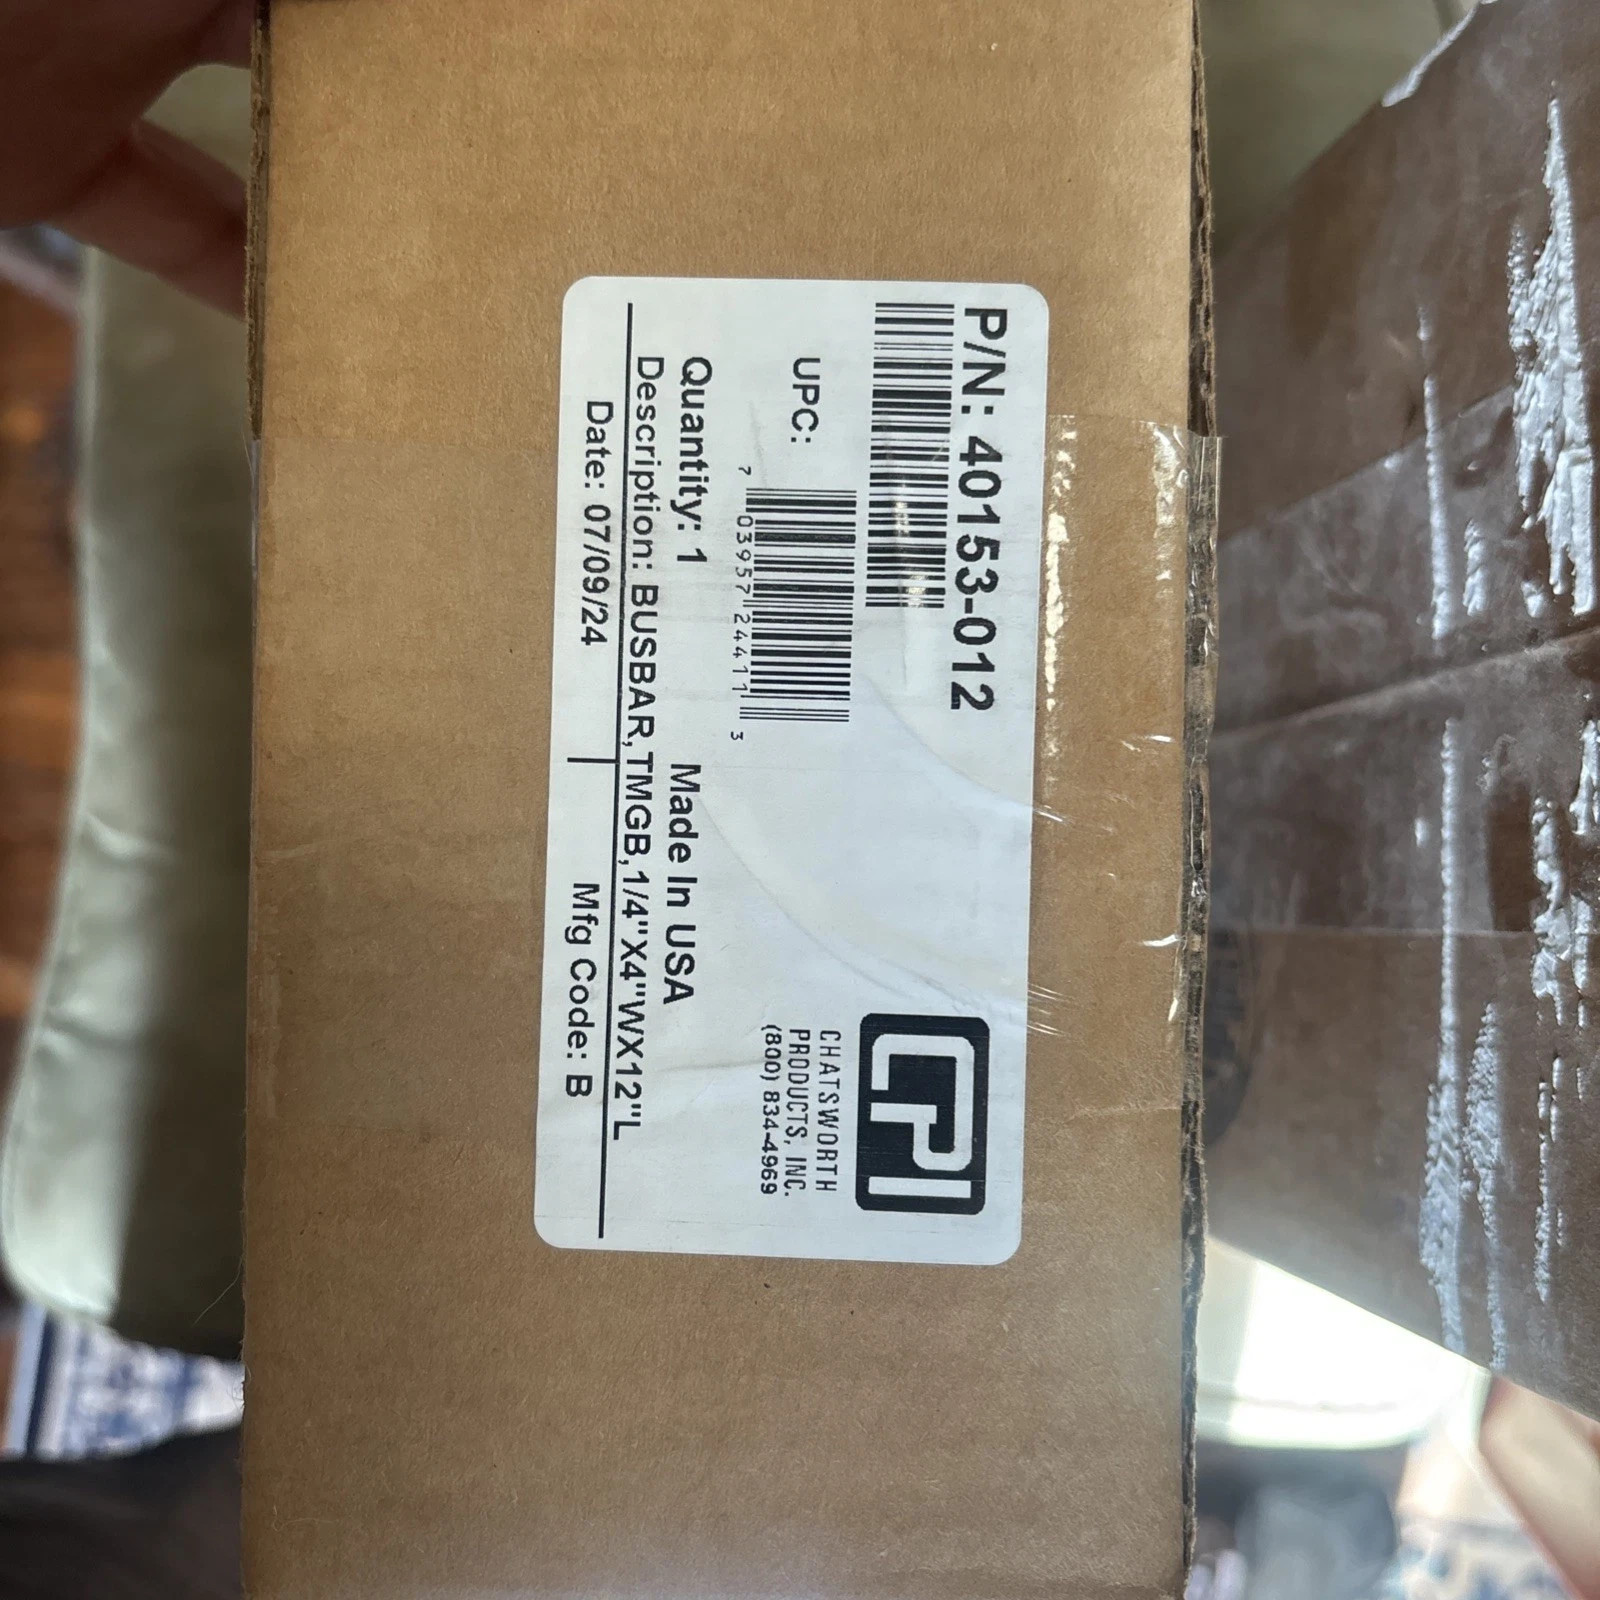 P/N: 40153-012
UPC:
7 03957 24411 3
CPI
CHATSWORTH
PRODUCTS, INC.
(800) 834-4969
Quantity: 1 Made In USA
Description: BUSBAR,TMGB,1/4"X4"WX12"L
Date: 07/09/24 Mfg Code: B